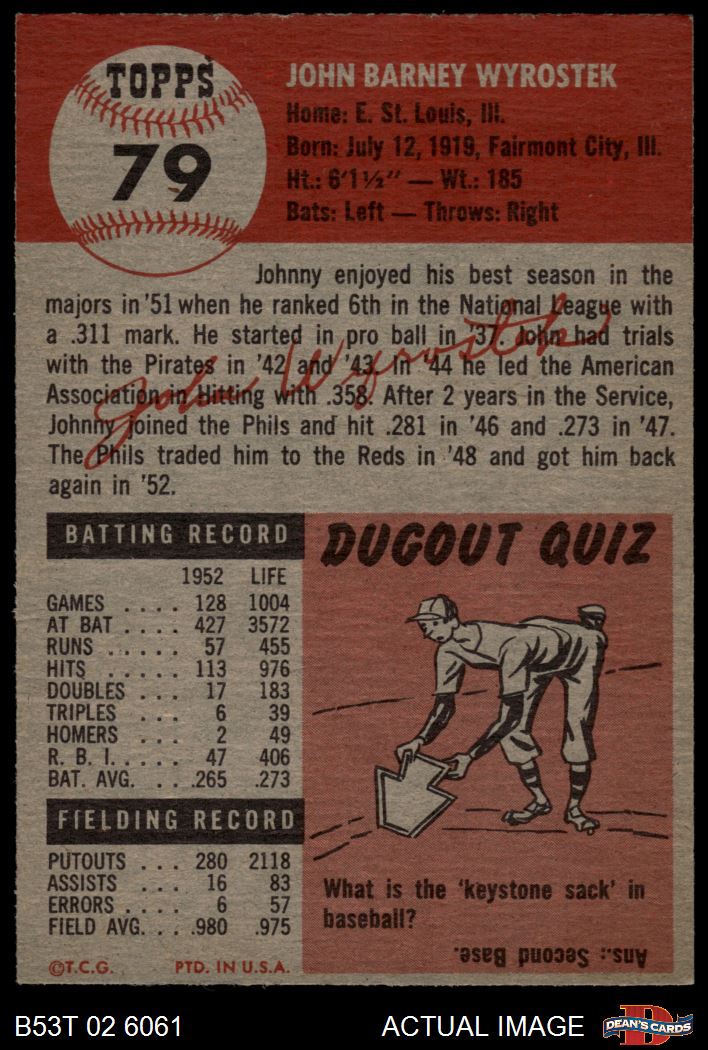 TOPPS
79
JOHN BARNEY WYROSTEK
Home: E. St. Louis, Ill.
Born: July 12, 1919, Fairmont City, Ill.
Ht.: 6'1½" — Wt.: 185
Bats: Left — Throws: Right
Johnny enjoyed his best season in the
majors in '51 when he ranked 6th in the National League with
a .311 mark. He started in pro ball in '37. John had trials
with the Pirates in '42 and '43. In '44 he led the American
Association in Hitting with .358. After 2 years in the Service,
Johnny joined the Phils and hit .281 in '46 and .273 in '47.
The Phils traded him to the Reds in '48 and got him back
again in '52.
John Wyrostek
BATTING RECORD
1952 LIFE
GAMES .... 128 1004
AT BAT .... 427 3572
RUNS ..... 57 455
HITS ..... 113 976
DOUBLES ... 17 183
TRIPLES ... 6 39
HOMERS ... 2 49
R. B. I. .... 47 406
BAT. AVG. ... .265 .273
FIELDING RECORD
PUTOUTS ... 280 2118
ASSISTS ... 16 83
ERRORS .... 6 57
FIELD AVG. .. .980 .975
©T.C.G. PTD. IN U.S.A.
DUGOUT QUIZ
What is the 'keystone sack' in
baseball?
Ans.: Second Base.
B53T 02 6061
ACTUAL IMAGE
DEAN'S CARDS